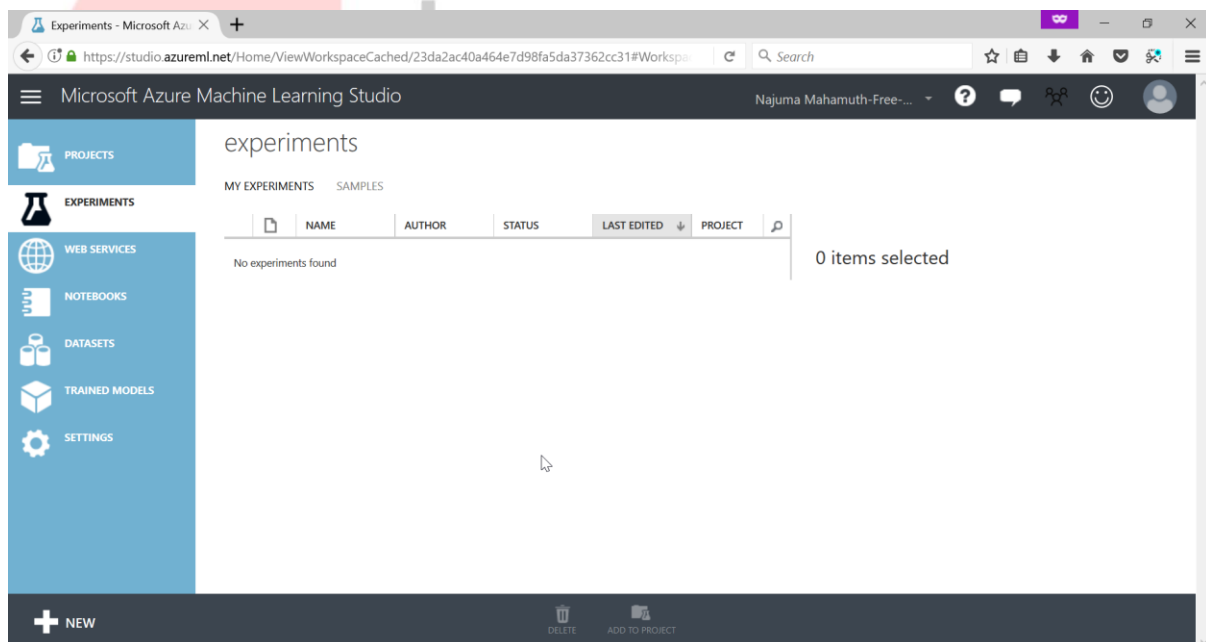 Experiments - Microsoft Azu
https://studio.azureml.net/Home/ViewWorkspaceCached/23da2ac40a464e7d98fa5da37362cc31#Workspa
Search
Microsoft Azure Machine Learning Studio
Najuma Mahamuth-Free-...
PROJECTS
EXPERIMENTS
WEB SERVICES
NOTEBOOKS
DATASETS
TRAINED MODELS
SETTINGS
experiments
MY EXPERIMENTS SAMPLES
NAME AUTHOR STATUS LAST EDITED PROJECT
No experiments found
0 items selected
NEW
DELETE
ADD TO PROJECT